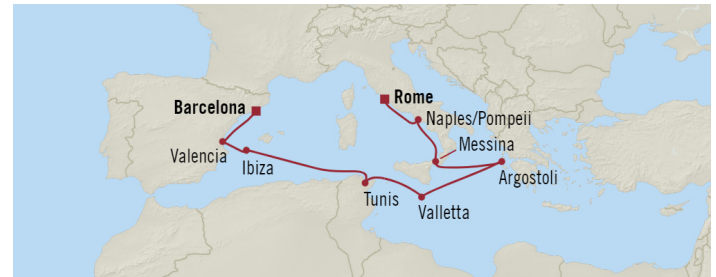 Barcelona
Rome
Naples/Pompeii
Messina
Valencia
Ibiza
Argostoli
Tunis
Valletta